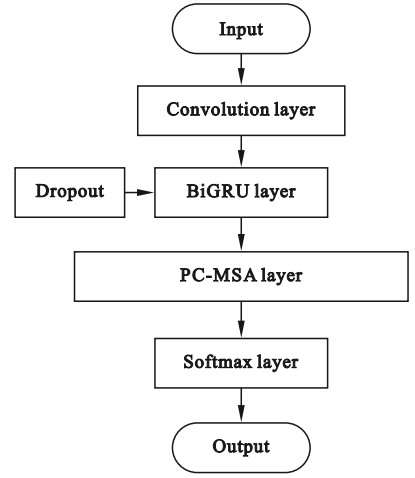 Input
Convolution layer
Dropout
BiGRU layer
PC-MSA layer
Softmax layer
Output